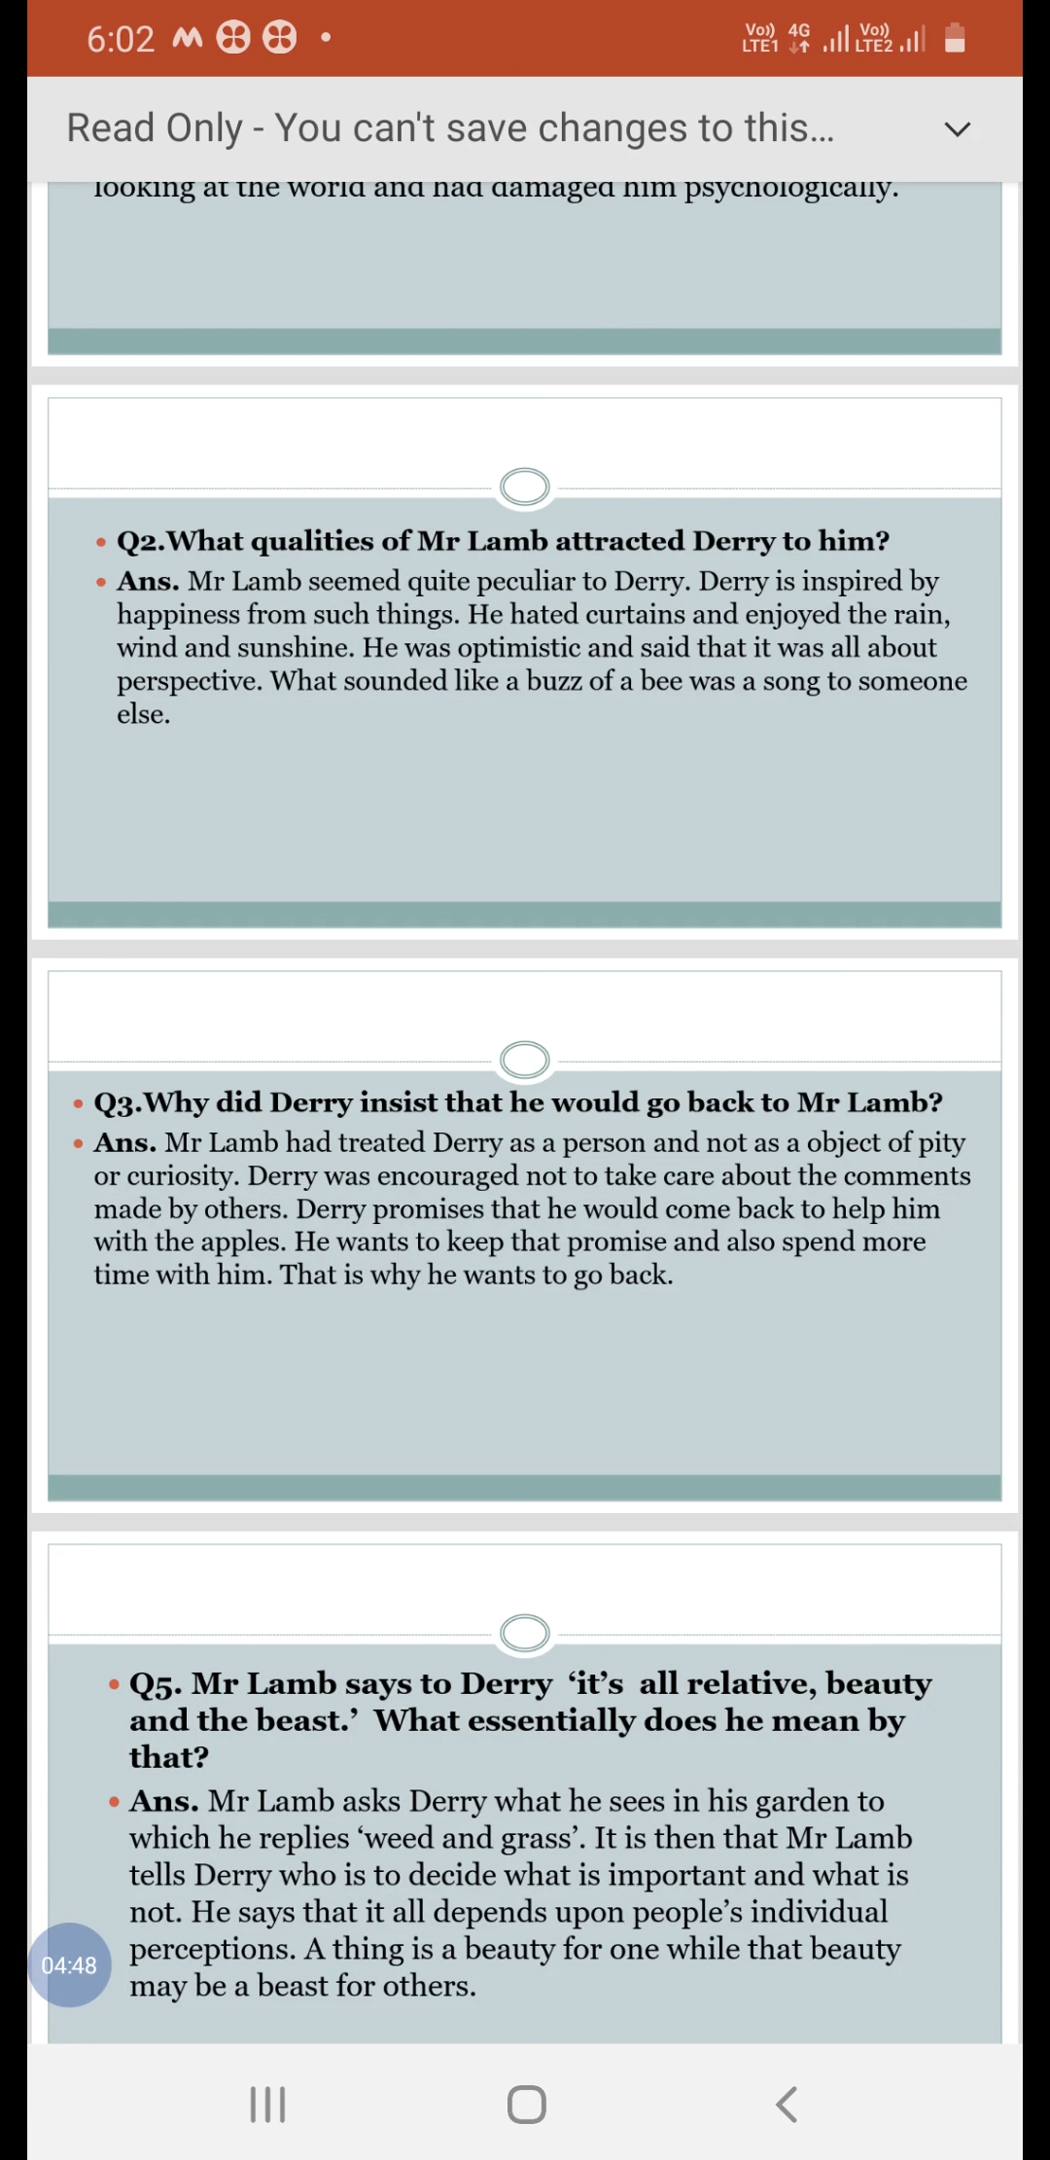 6:02
Vo)) 4G Vo))
LTE1 LTE2
Read Only - You can't save changes to this...
looking at the world and had damaged him psychologically.
• Q2.What qualities of Mr Lamb attracted Derry to him?
• Ans. Mr Lamb seemed quite peculiar to Derry. Derry is inspired by
happiness from such things. He hated curtains and enjoyed the rain,
wind and sunshine. He was optimistic and said that it was all about
perspective. What sounded like a buzz of a bee was a song to someone
else.
• Q3.Why did Derry insist that he would go back to Mr Lamb?
• Ans. Mr Lamb had treated Derry as a person and not as a object of pity
or curiosity. Derry was encouraged not to take care about the comments
made by others. Derry promises that he would come back to help him
with the apples. He wants to keep that promise and also spend more
time with him. That is why he wants to go back.
• Q5. Mr Lamb says to Derry ‘it’s all relative, beauty
and the beast.’ What essentially does he mean by
that?
• Ans. Mr Lamb asks Derry what he sees in his garden to
which he replies ‘weed and grass’. It is then that Mr Lamb
tells Derry who is to decide what is important and what is
not. He says that it all depends upon people’s individual
perceptions. A thing is a beauty for one while that beauty
may be a beast for others.
04:48